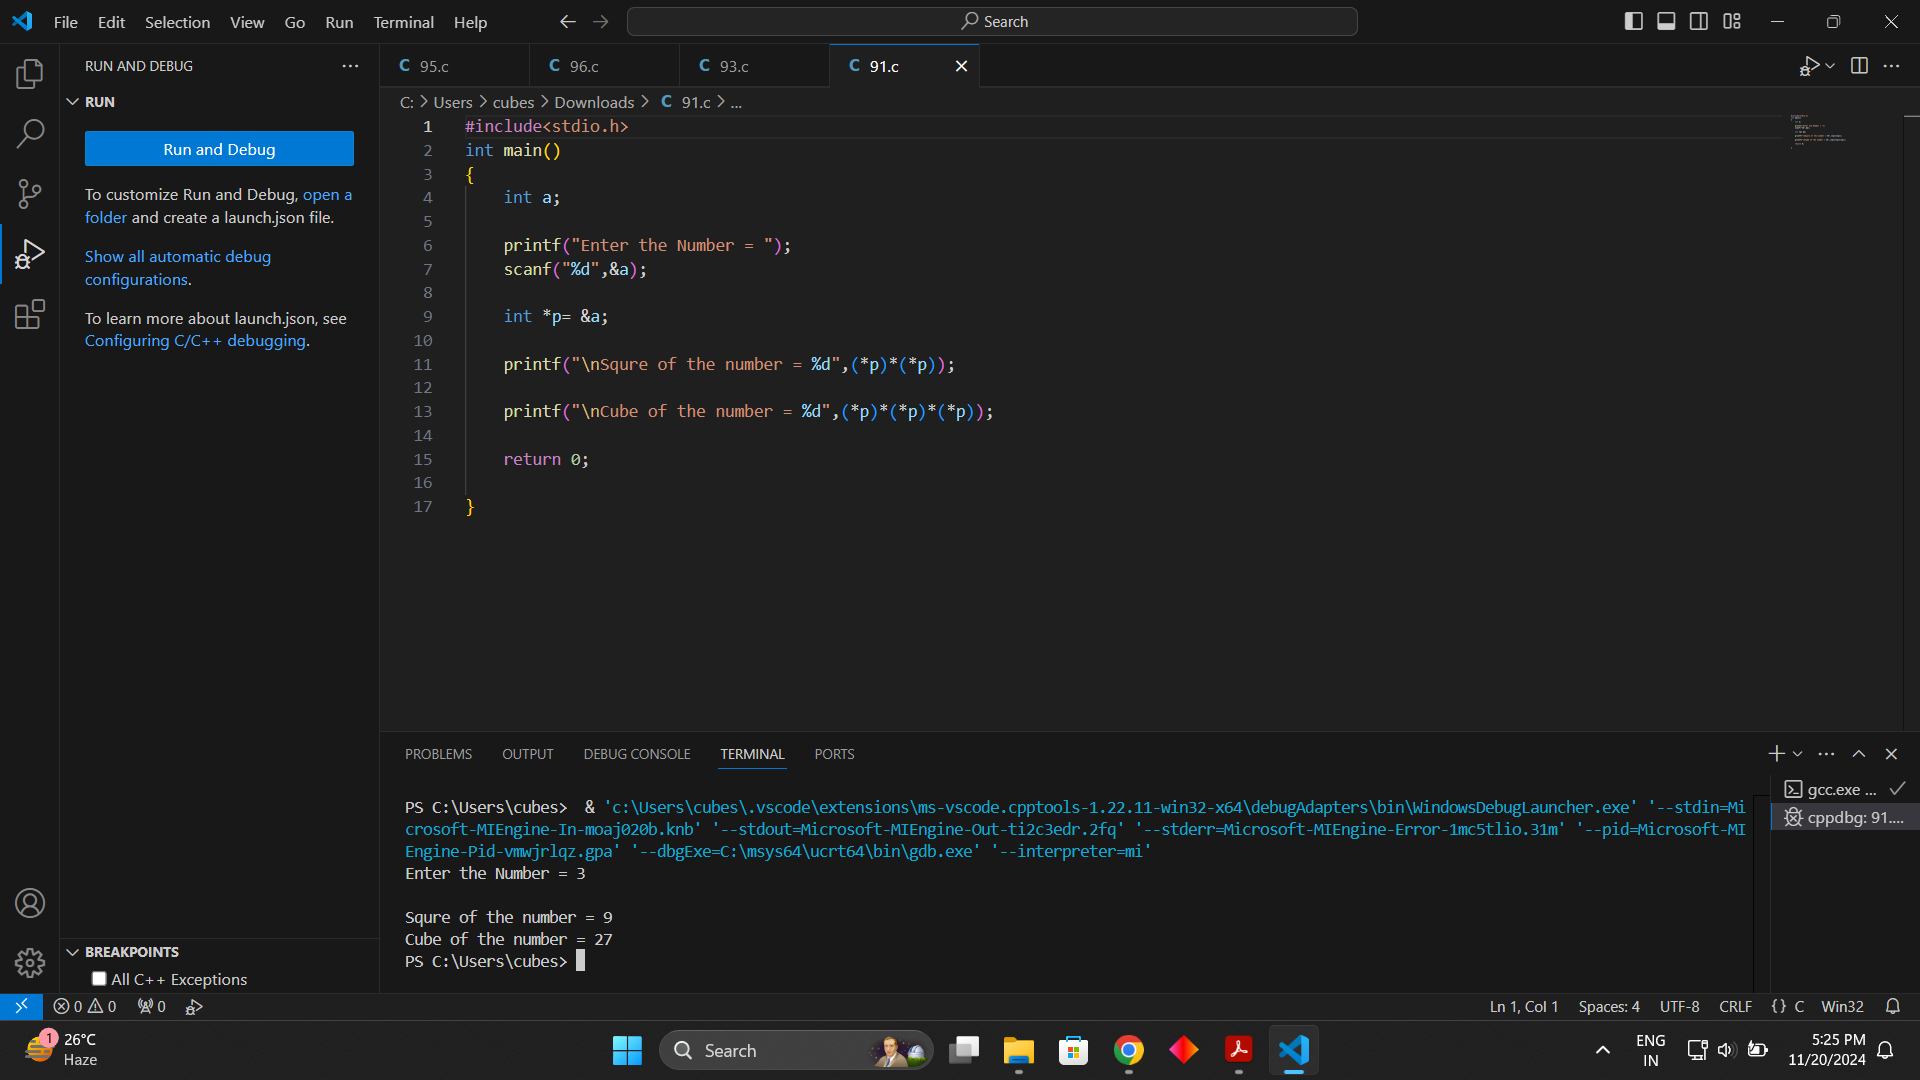 File Edit Selection View Go Run Terminal Help
Search
RUN AND DEBUG
RUN
Run and Debug
To customize Run and Debug, open a
folder and create a launch.json file.
Show all automatic debug
configurations.
To learn more about launch.json, see
Configuring C/C++ debugging.
BREAKPOINTS
All C++ Exceptions
C 95.c C 96.c C 93.c C 91.c
C: > Users > cubes > Downloads > C 91.c > ...
1 #include<stdio.h>
2 int main()
3 {
4 int a;
5
6 printf("Enter the Number = ");
7 scanf("%d",&a);
8
9 int *p= &a;
10
11 printf("\nSqure of the number = %d",(*p)*(*p));
12
13 printf("\nCube of the number = %d",(*p)*(*p)*(*p));
14
15 return 0;
16
17 }
PROBLEMS OUTPUT DEBUG CONSOLE TERMINAL PORTS
PS C:\Users\cubes>  & 'c:\Users\cubes\.vscode\extensions\ms-vscode.cpptools-1.22.11-win32-x64\debugAdapters\bin\WindowsDebugLauncher.exe' '--stdin=Mi
crosoft-MIEngine-In-moaj020b.knb' '--stdout=Microsoft-MIEngine-Out-ti2c3edr.2fq' '--stderr=Microsoft-MIEngine-Error-1mc5tlio.31m' '--pid=Microsoft-MI
Engine-Pid-vmwjrlqz.gpa' '--dbgExe=C:\msys64\ucrt64\bin\gdb.exe' '--interpreter=mi'
Enter the Number = 3
Squre of the number = 9
Cube of the number = 27
PS C:\Users\cubes>
gcc.exe ...
cppdbg: 91....
0 0 0
Ln 1, Col 1 Spaces: 4 UTF-8 CRLF {} C Win32
1 26°C
Haze
Search
ENG
IN
5:25 PM
11/20/2024